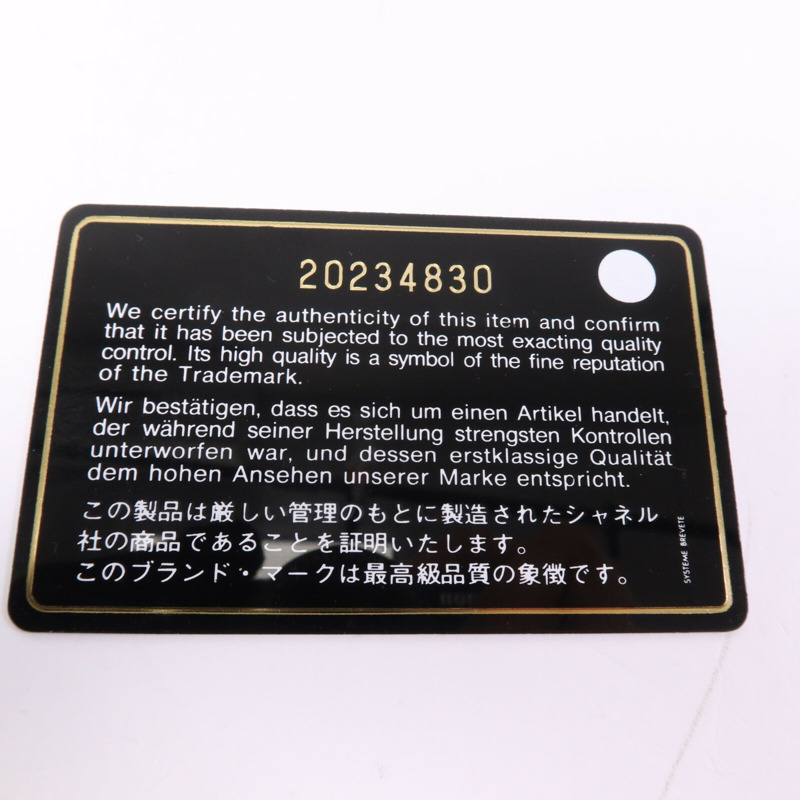 20234830
We certify the authenticity of this item and confirm
that it has been subjected to the most exacting quality
control. Its high quality is a symbol of the fine reputation
of the Trademark.
Wir bestätigen, dass es sich um einen Artikel handelt,
der während seiner Herstellung strengsten Kontrollen
unterworfen war, und dessen erstklassige Qualität
dem hohen Ansehen unserer Marke entspricht.
この製品は厳しい管理のもとに製造されたシャネル
社の商品であることを証明いたします。
このブランド・マークは最高級品質の象徴です。
SYSTEME BREVETE